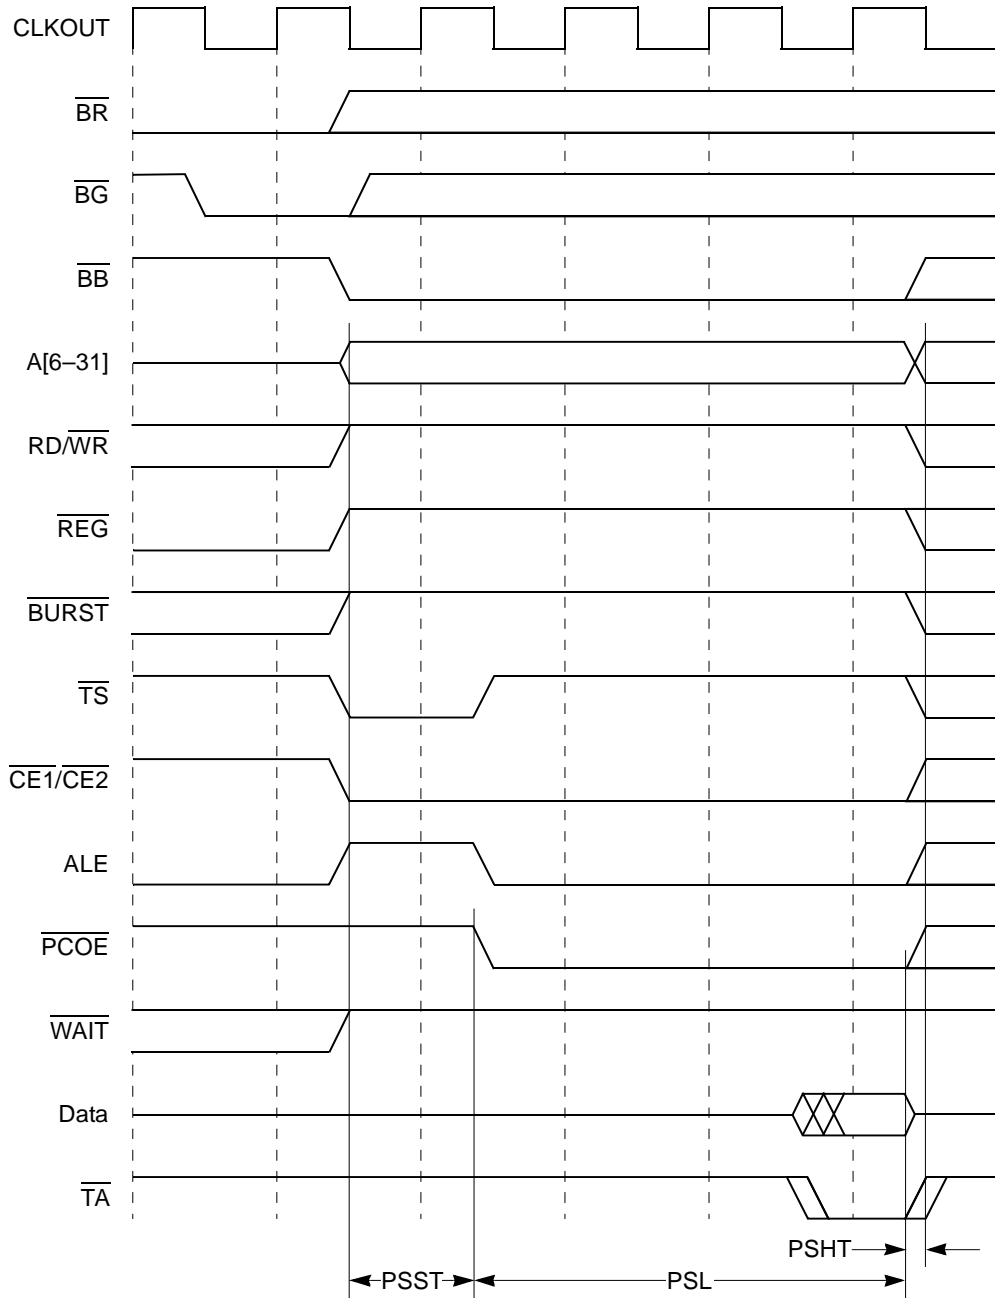 CLKOUT
BR
BG
BB
A[6–31]
RD/WR
REG
BURST
TS
CE1/CE2
ALE
PCOE
WAIT
Data
TA
PSHT
PSST PSL